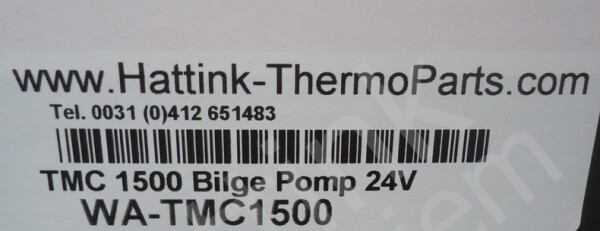 www.Hattink-ThermoParts.com
Tel. 0031 (0)412 651483
TMC 1500 Bilge Pomp 24V
WA-TMC1500